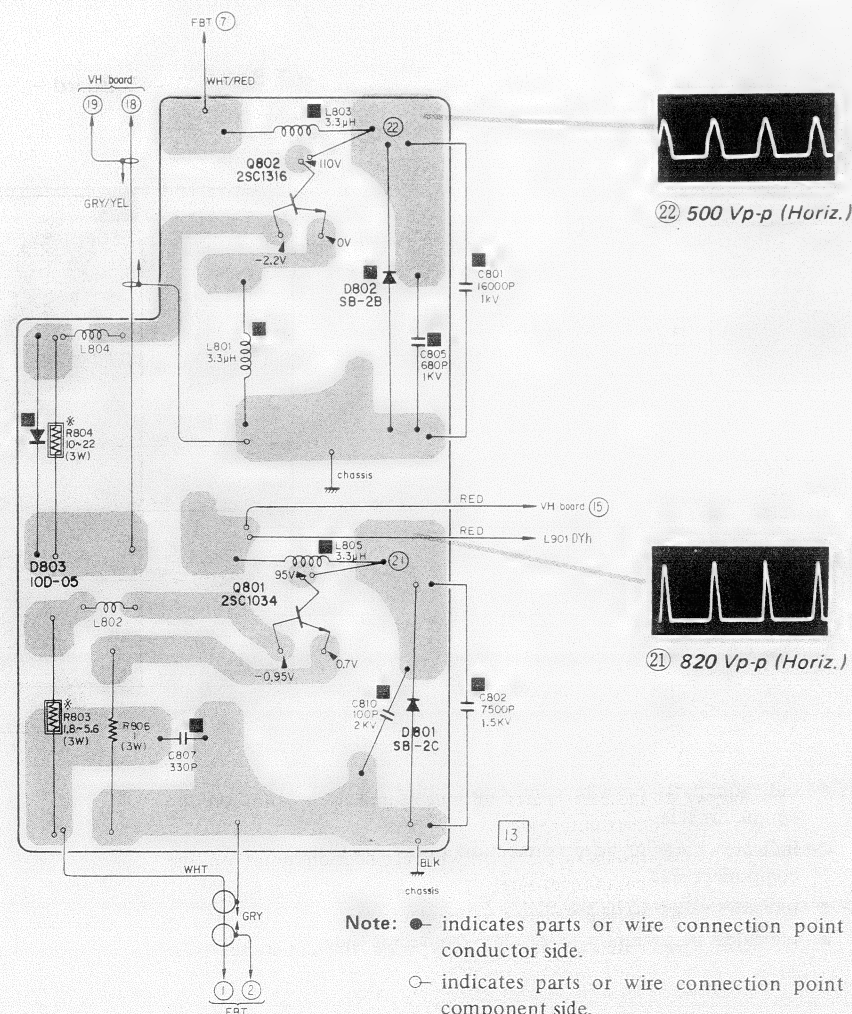 FBT ⑦
WHT/RED
VH board
⑲ ⑱
L803
3.3μH
㉒
Q802
2SC1316
110V
GRY/YEL
-2.2V
0V
㉒ 500 Vp-p (Horiz.)
D802
SB-2B
C801
16000P
1kV
L804
L801
3.3μH
C805
680P
1KV
※
R804
10~22
(3W)
chassis
RED
VH board ⑮
RED
L901 DYh
D803
10D-05
L805
3.3μH
㉑
95V
Q801
2SC1034
L802
-0.95V
0.7V
㉑ 820 Vp-p (Horiz.)
※
R803
1.8~5.6
(3W)
R806
1
(3W)
C807
330P
C810
100P
2KV
D801
SB-2C
C802
7500P
1.5KV
13
WHT
BLK
chassis
GRY
① ②
FBT
Note: ●– indicates parts or wire connection point
conductor side.
○– indicates parts or wire connection point
component side.